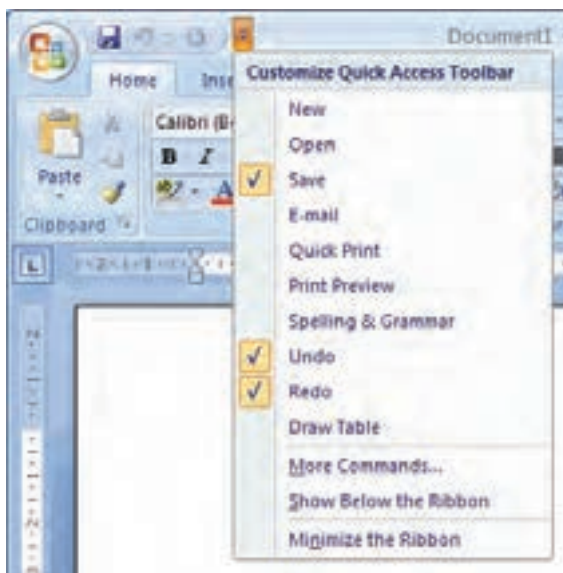 Document1
Home
Customize Quick Access Toolbar
New
Calibri (B
Open
B I
Paste
Save
E-mail
Clipboard
Quick Print
L
Print Preview
Spelling & Grammar
Undo
Redo
Draw Table
More Commands...
Show Below the Ribbon
Minimize the Ribbon